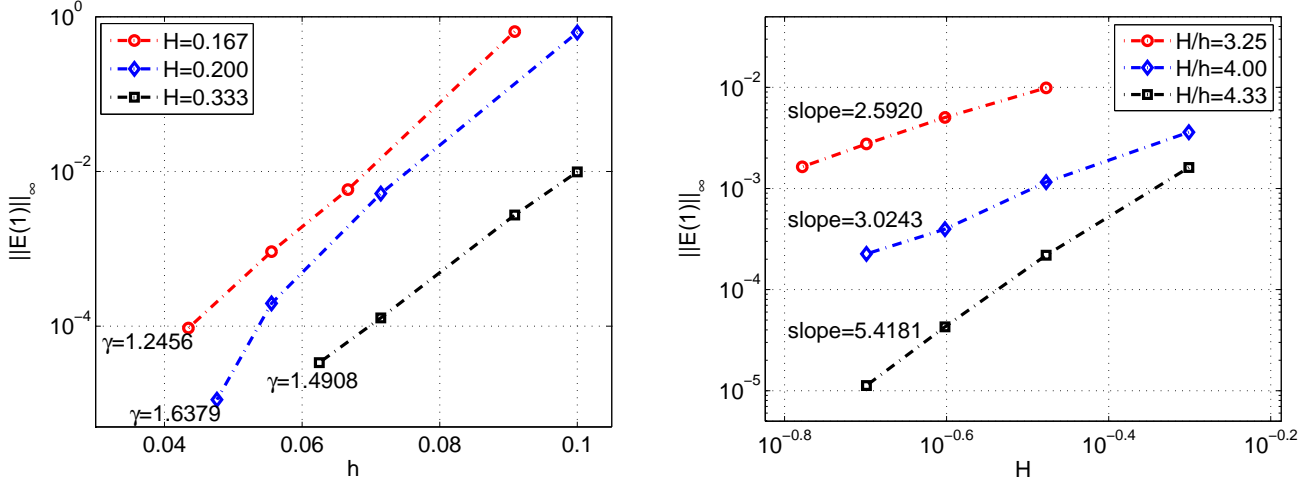 10^0
10^−2
10^−4
||E(1)||_∞
H=0.167
H=0.200
H=0.333
γ=1.2456
γ=1.4908
γ=1.6379
0.04 0.06 0.08 0.1
h
10^−2
10^−3
10^−4
10^−5
||E(1)||_∞
H/h=3.25
H/h=4.00
H/h=4.33
slope=2.5920
slope=3.0243
slope=5.4181
10^−0.8 10^−0.6 10^−0.4 10^−0.2
H